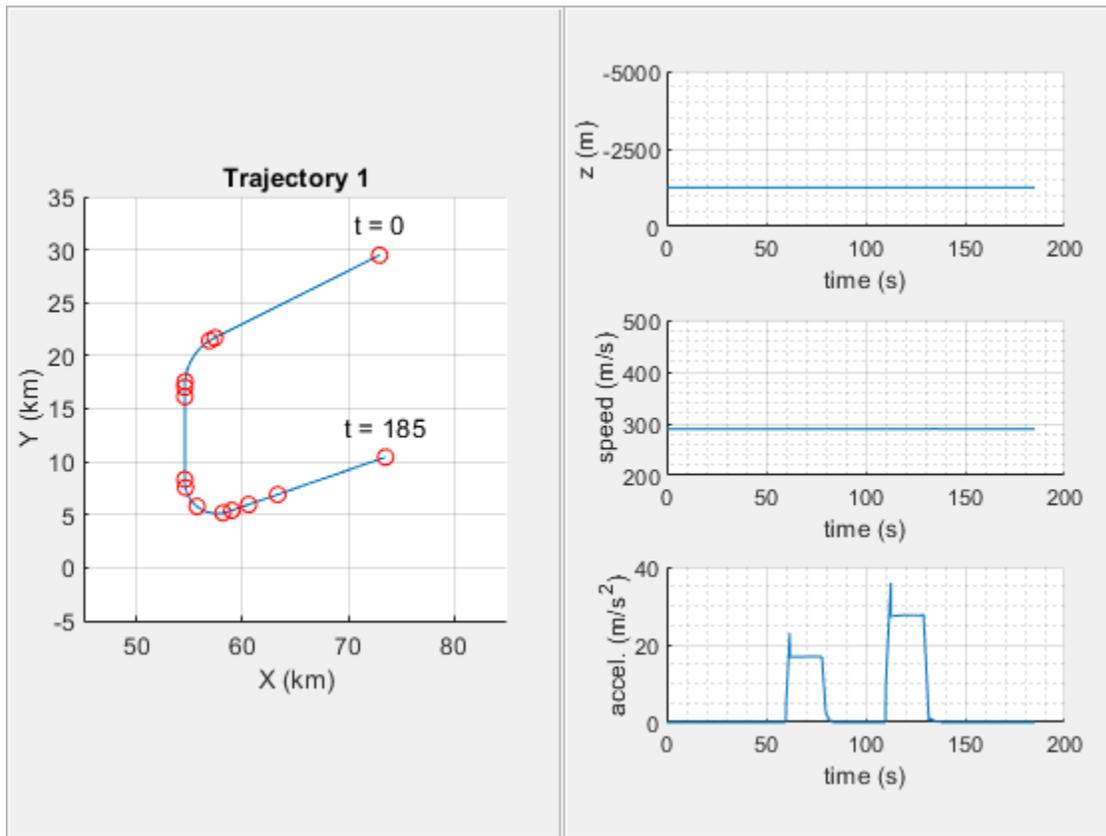 Trajectory 1
35
30
25
20
15
10
5
0
-5
Y (km)
t = 0
t = 185
50 60 70 80
X (km)
-5000
-2500
0
z (m)
0 50 100 150 200
time (s)
500
400
300
200
speed (m/s)
0 50 100 150 200
time (s)
40
20
0
accel. (m/s²)
0 50 100 150 200
time (s)